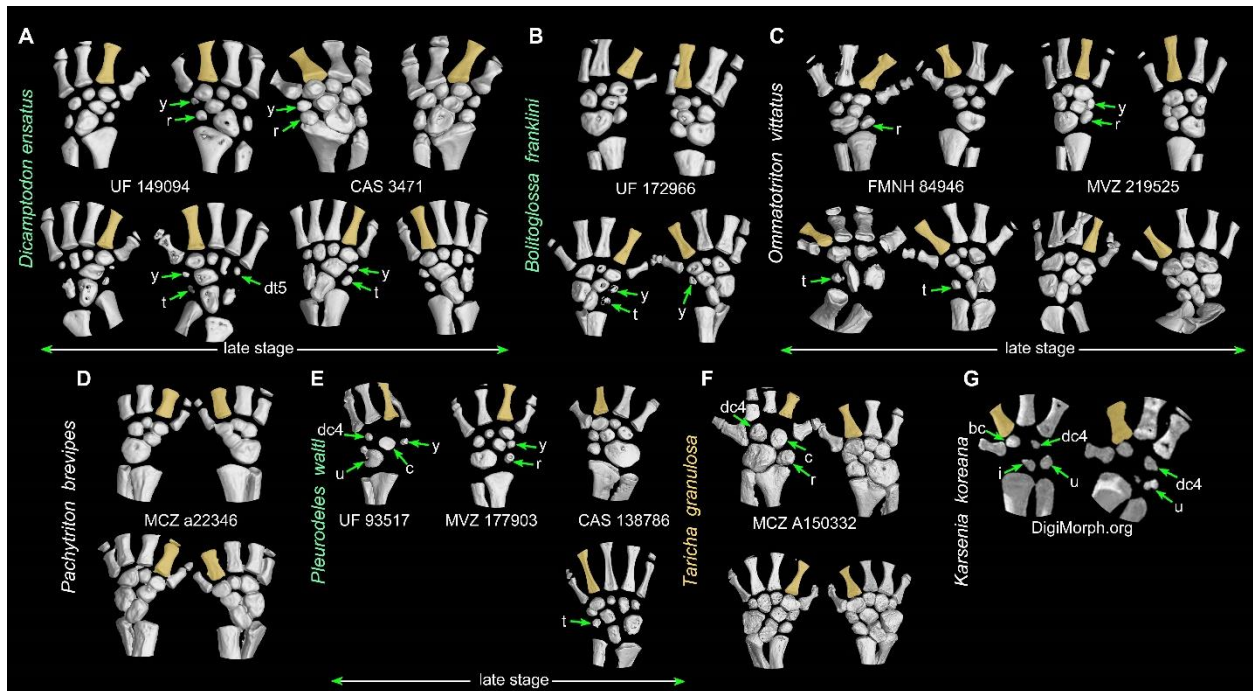 A
Dicamptodon ensatus
y
r
y
r
UF 149094
CAS 3471
y
t
dt5
y
t
late stage
B
Bolitoglossa franklini
UF 172966
y
t
y
C
Ommatotriton vittatus
r
y
r
FMNH 84946
MVZ 219525
t
t
late stage
D
Pachytriton brevipes
MCZ a22346
E
Pleurodeles waltl
dc4
y
u
c
y
r
UF 93517
MVZ 177903
CAS 138786
t
late stage
F
Taricha granulosa
dc4
c
r
MCZ A150332
G
Karsenia koreana
bc
dc4
i
u
dc4
u
DigiMorph.org